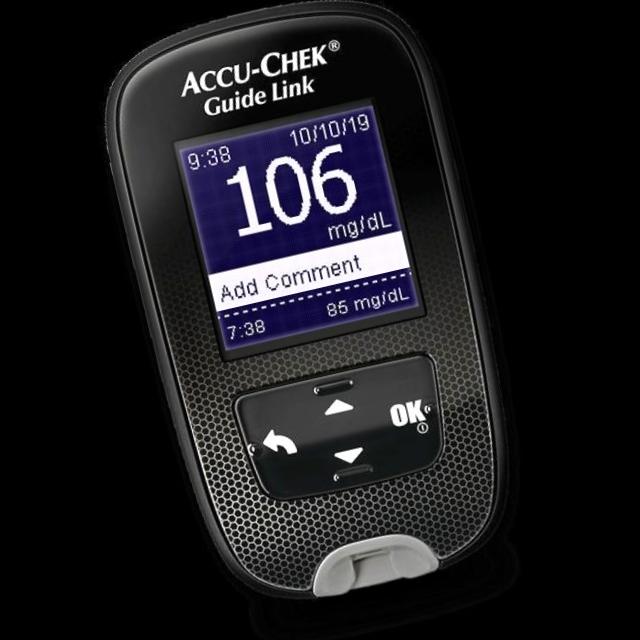 ACCU-CHEK®
Guide Link
9:38 10/10/19
106
mg/dL
Add Comment
7:38 85 mg/dL
OK